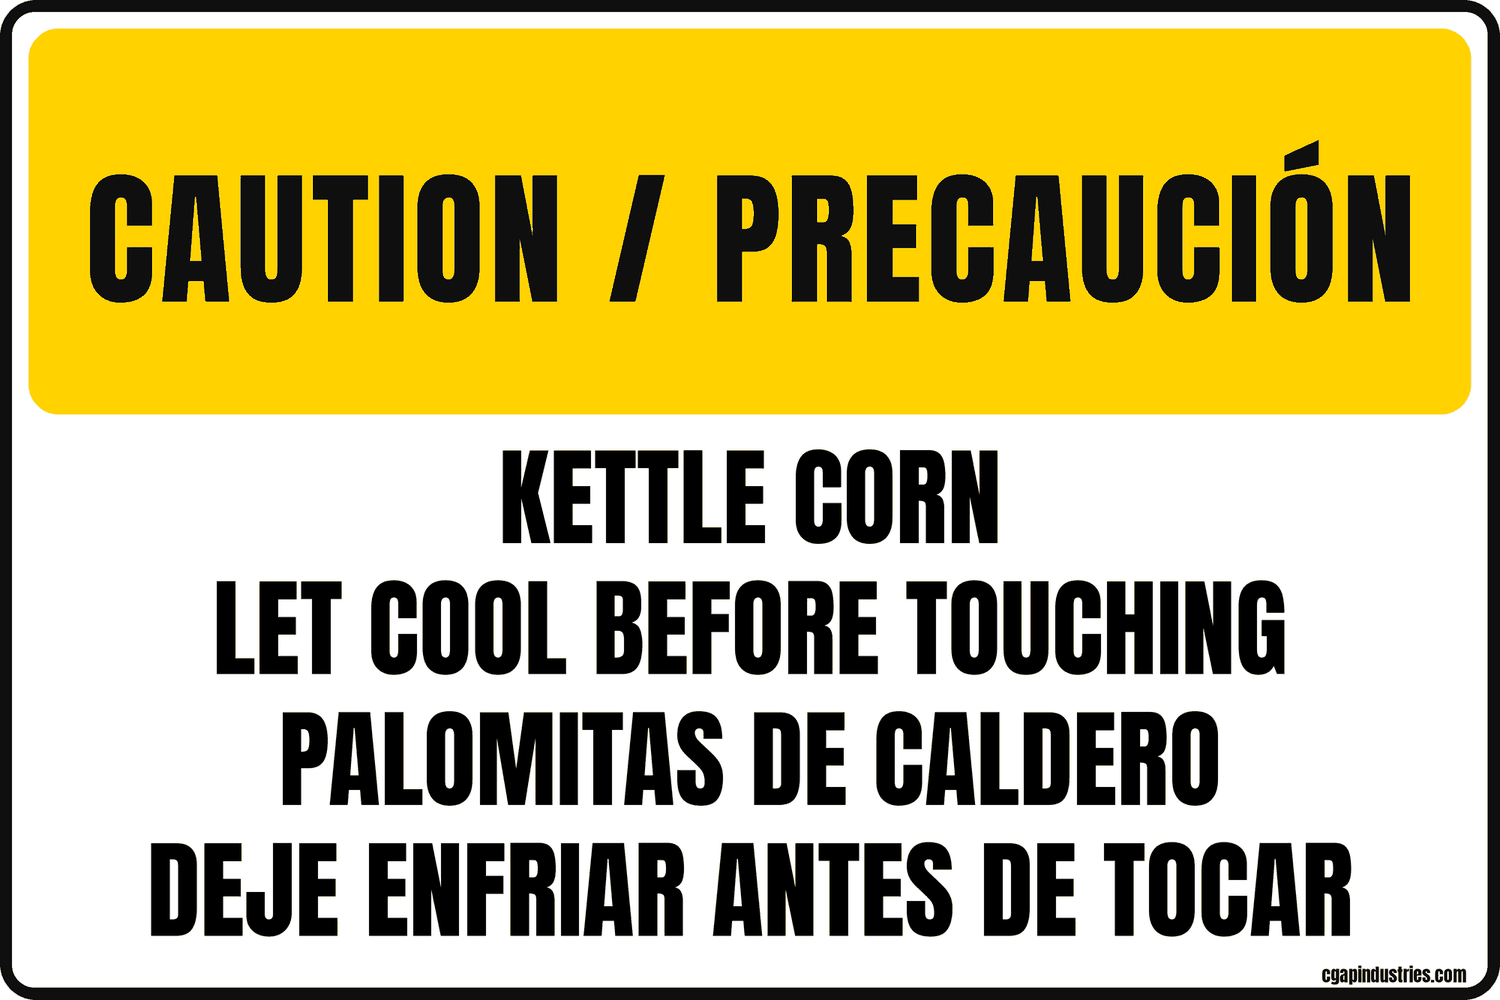 CAUTION / PRECAUCIÓN
KETTLE CORN
LET COOL BEFORE TOUCHING
PALOMITAS DE CALDERO
DEJE ENFRIAR ANTES DE TOCAR
cgapindustries.com